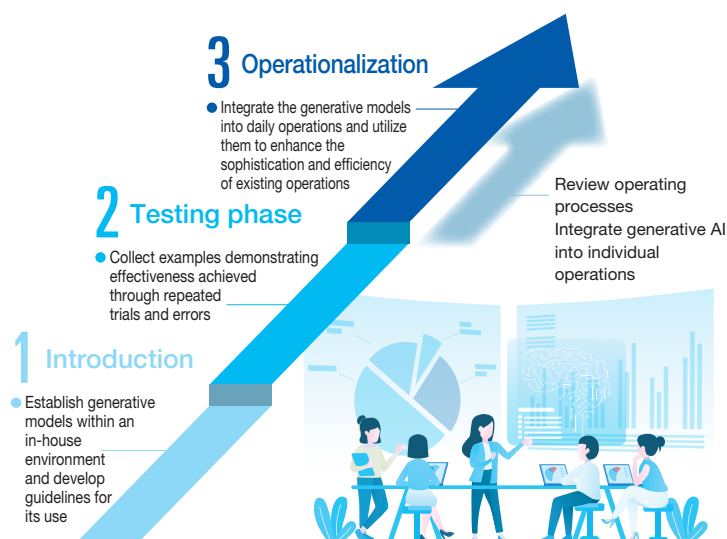 3 Operationalization
● Integrate the generative models
into daily operations and utilize
them to enhance the
sophistication and efficiency
of existing operations
2 Testing phase
● Collect examples demonstrating
effectiveness achieved
through repeated
trials and errors
Review operating
processes
Integrate generative AI
into individual
operations
1 Introduction
● Establish generative
models within an
in-house
environment
and develop
guidelines for
its use